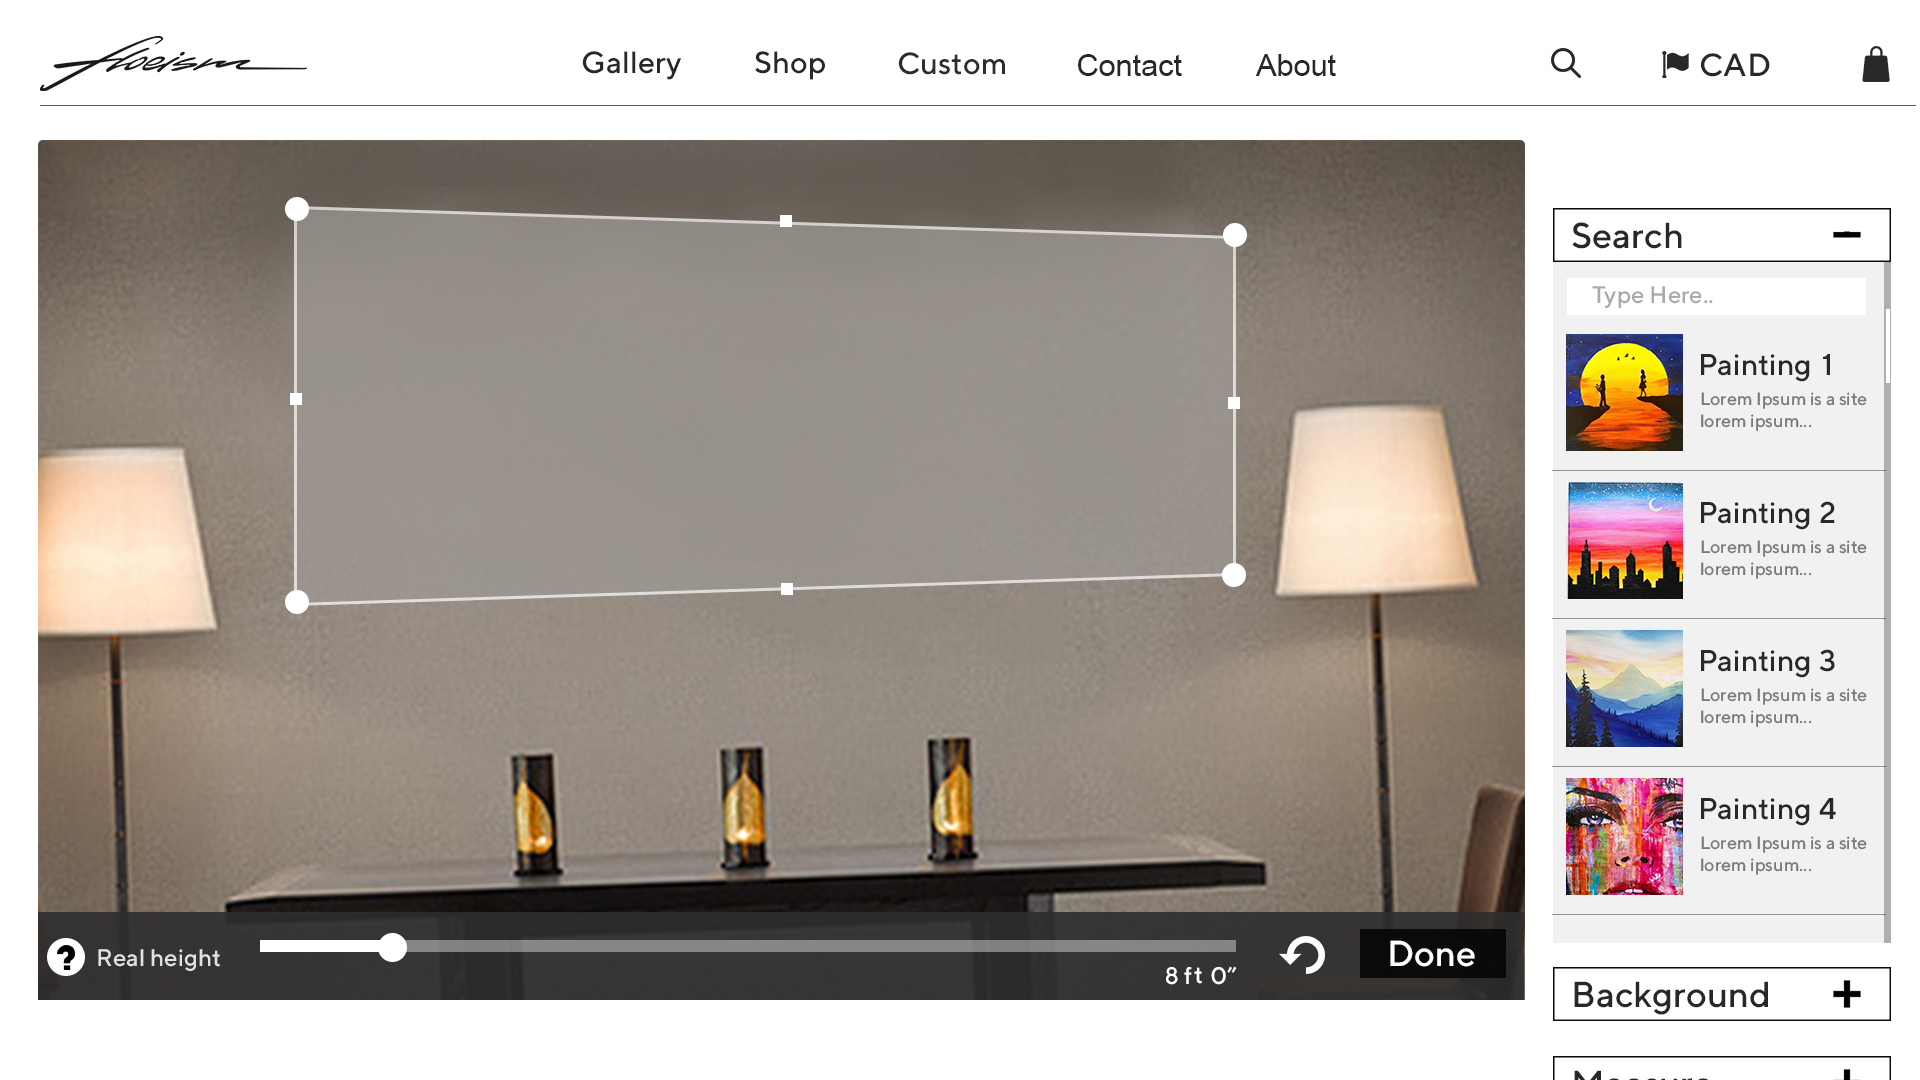 floeism
Gallery
Shop
Custom
Contact
About
CAD
Search
Type Here..
Painting 1
Lorem Ipsum is a site
lorem ipsum...
Painting 2
Lorem Ipsum is a site
lorem ipsum...
Painting 3
Lorem Ipsum is a site
lorem ipsum...
Painting 4
Lorem Ipsum is a site
lorem ipsum...
? Real height
8 ft 0”
Done
Background
Measure